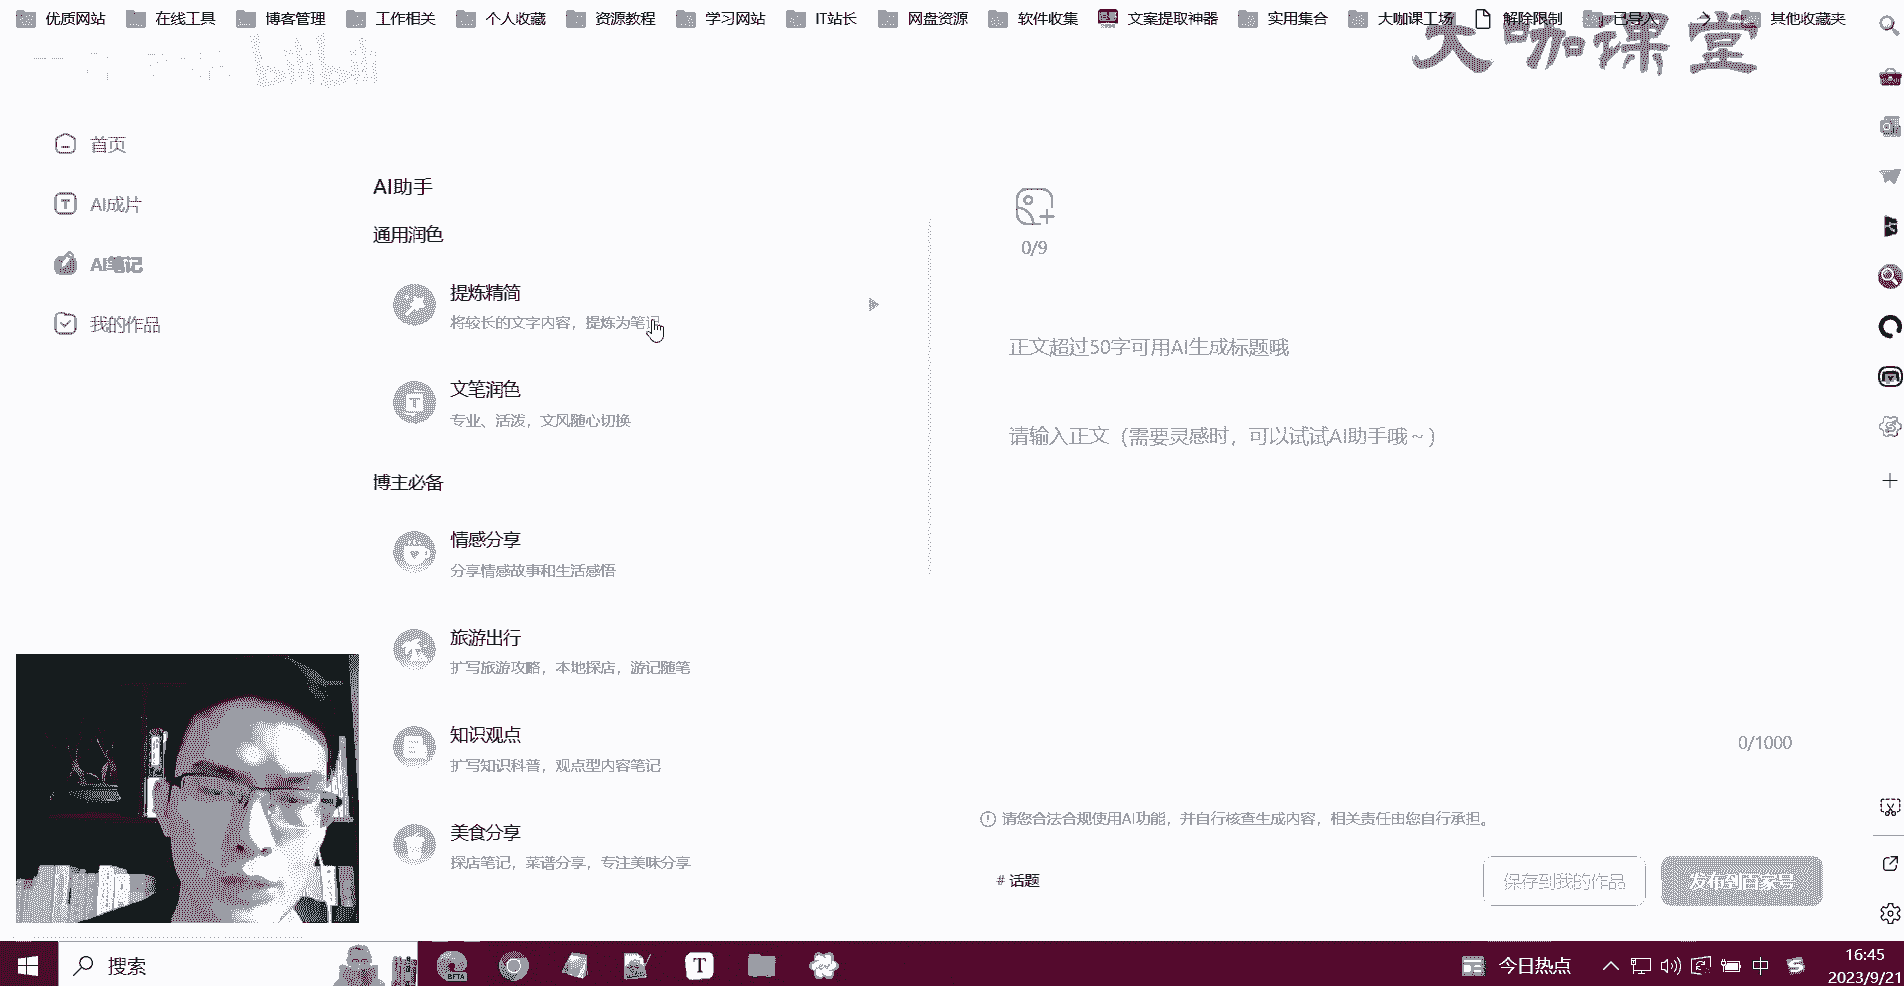 优质网站 在线工具 博客管理 工作相关 个人收藏 资源教程 学习网站 IT站长 网盘资源 软件收集 文案提取神器 实用集合 大咖课工场 解除限制 已导入 其他收藏夹
bilibili
大咖课堂
首页
AI成片
AI笔记
我的作品
AI助手
通用润色
提炼精简
将较长的文字内容，提炼为笔记
文笔润色
专业、活泼，文风随心切换
博主必备
情感分享
分享情感故事和生活感悟
旅游出行
扩写旅游攻略，本地探店，游记随笔
知识观点
扩写知识科普，观点型内容笔记
美食分享
探店笔记，菜谱分享，专注美味分享
0/9
正文超过50字可用AI生成标题哦
请输入正文（需要灵感时，可以试试AI助手哦～）
0/1000
请您合法合规使用AI功能，并自行核查生成内容，相关责任由您自行承担。
# 话题
保存到我的作品
发布到百家号
搜索
BETA
T
今日热点
中
16:45
2023/9/21